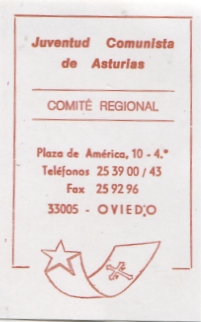 Juventud Comunista
de Asturias
COMITÉ REGIONAL
Plaza de América, 10 - 4.º
Teléfonos 25 39 00 / 43
Fax 25 92 96
33005 - OVIEDO